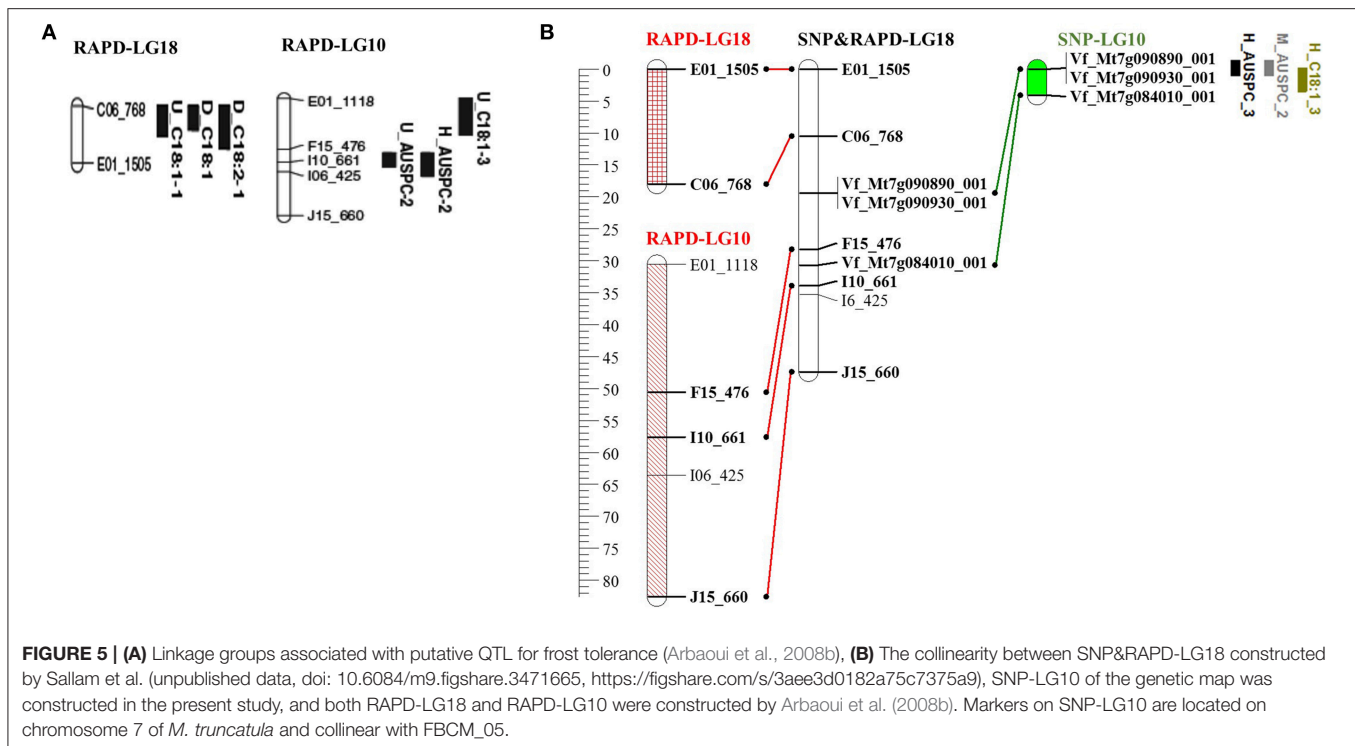 A
RAPD-LG18
C06_768
E01_1505
U_C18:1-1
D_C18:1
D_C18:2-1
RAPD-LG10
E01_1118
F15_476
I10_661
I06_425
J15_660
U_AUSPC-2
H_AUSPC-2
U_C18:1-3
B
0
5
10
15
20
25
30
35
40
45
50
55
60
65
70
75
80
RAPD-LG18
E01_1505
C06_768
RAPD-LG10
E01_1118
F15_476
I10_661
I06_425
J15_660
SNP&RAPD-LG18
E01_1505
C06_768
Vf_Mt7g090890_001
Vf_Mt7g090930_001
F15_476
Vf_Mt7g084010_001
I10_661
I6_425
J15_660
SNP-LG10
Vf_Mt7g090890_001
Vf_Mt7g090930_001
Vf_Mt7g084010_001
H_AUSPC_3
M_AUSPC_2
H_C18:1_3
FIGURE 5 | (A) Linkage groups associated with putative QTL for frost tolerance (Arbaoui et al., 2008b), (B) The collinearity between SNP&RAPD-LG18 constructed
by Sallam et al. (unpublished data, doi: 10.6084/m9.figshare.3471665, https://figshare.com/s/3aee3d0182a75c7375a9), SNP-LG10 of the genetic map was
constructed in the present study, and both RAPD-LG18 and RAPD-LG10 were constructed by Arbaoui et al. (2008b). Markers on SNP-LG10 are located on
chromosome 7 of M. truncatula and collinear with FBCM_05.